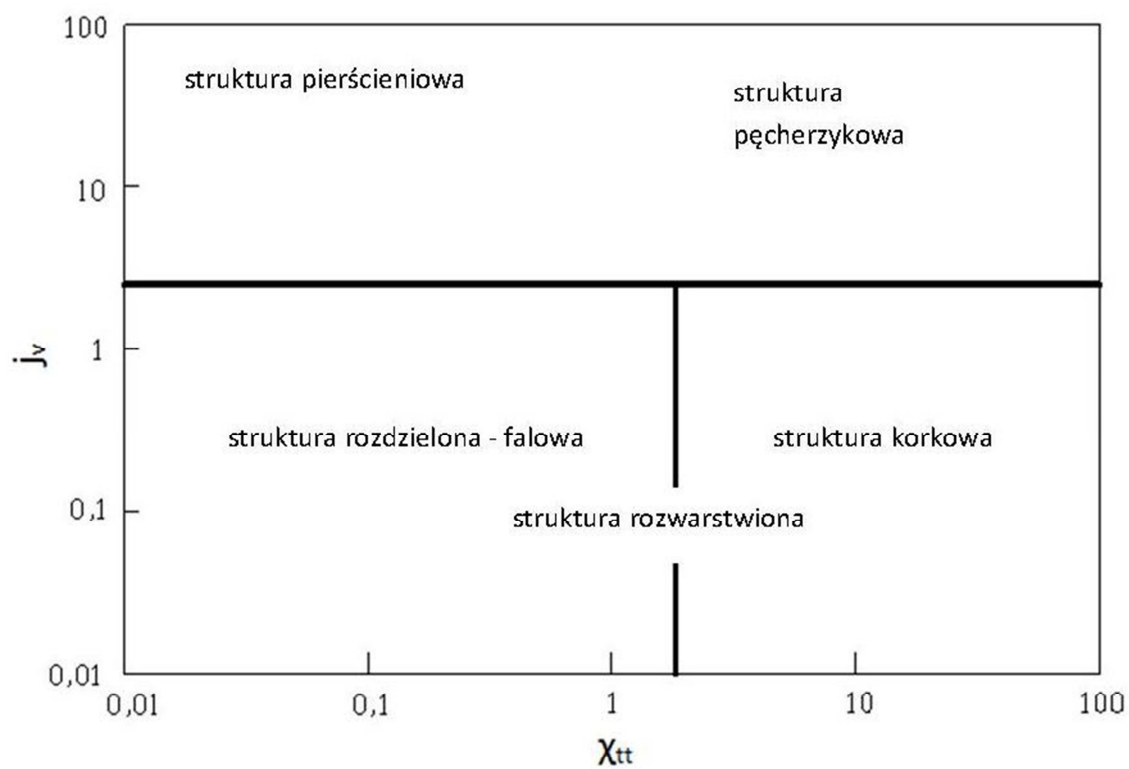 100
struktura pierścieniowa
struktura
pęcherzykowa
10
jᵥ
1
struktura rozdzielona - falowa
struktura korkowa
0,1
struktura rozwarstwiona
0,01
0,01 0,1 1 10 100
χtt